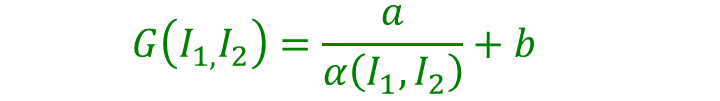 G(I₁,I₂) = a / α(I₁, I₂) + b